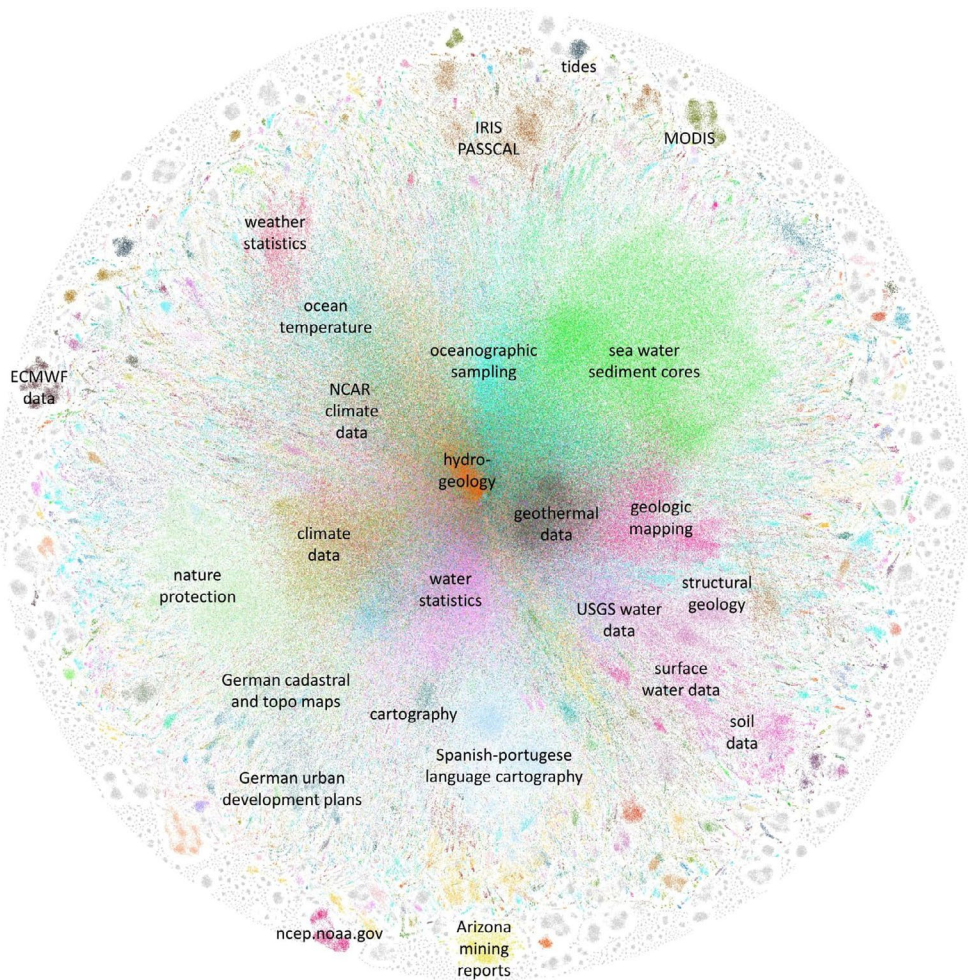 tides
IRIS
PASSCAL
MODIS
weather
statistics
ocean
temperature
oceanographic
sampling
sea water
sediment cores
ECMWF
data
NCAR
climate
data
hydro-
geology
geothermal
data
geologic
mapping
climate
data
nature
protection
water
statistics
structural
geology
USGS water
data
surface
water data
German cadastral
and topo maps
cartography
soil
data
Spanish-portugese
language cartography
German urban
development plans
ncep.noaa.gov
Arizona
mining
reports